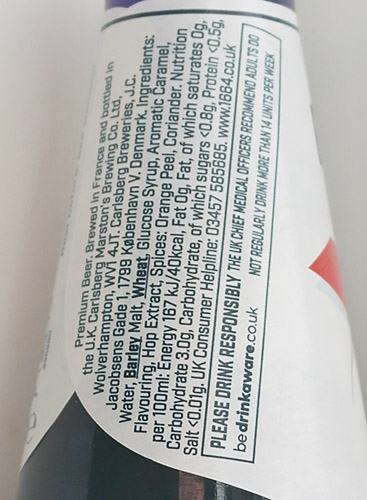 Premium Beer. Brewed in France and bottled in
the U.K. Carlsberg Marston's Brewing Co. Ltd,
Wolverhampton, WV1 4JT. Carlsberg Breweries, J.C.
Jacobsens Gade 1, 1799 København V. Denmark. Ingredients:
Water, Barley Malt, Wheat, Glucose Syrup, Aromatic Caramel,
Flavouring, Hop Extract, Spices: Orange Peel, Coriander. Nutrition
per 100ml: Energy 167 kJ/40kcal, Fat 0g, Fat, of which saturates 0g,
Carbohydrate 3.0g, Carbohydrate, of which sugars <0.8g, Protein <0.5g,
Salt <0.01g. UK Consumer Helpline: 03457 585685. www.1664.co.uk
PLEASE DRINK RESPONSIBLY THE UK CHIEF MEDICAL OFFICERS RECOMMEND ADULTS DO
bedrinkaware.co.uk NOT REGULARLY DRINK MORE THAN 14 UNITS PER WEEK